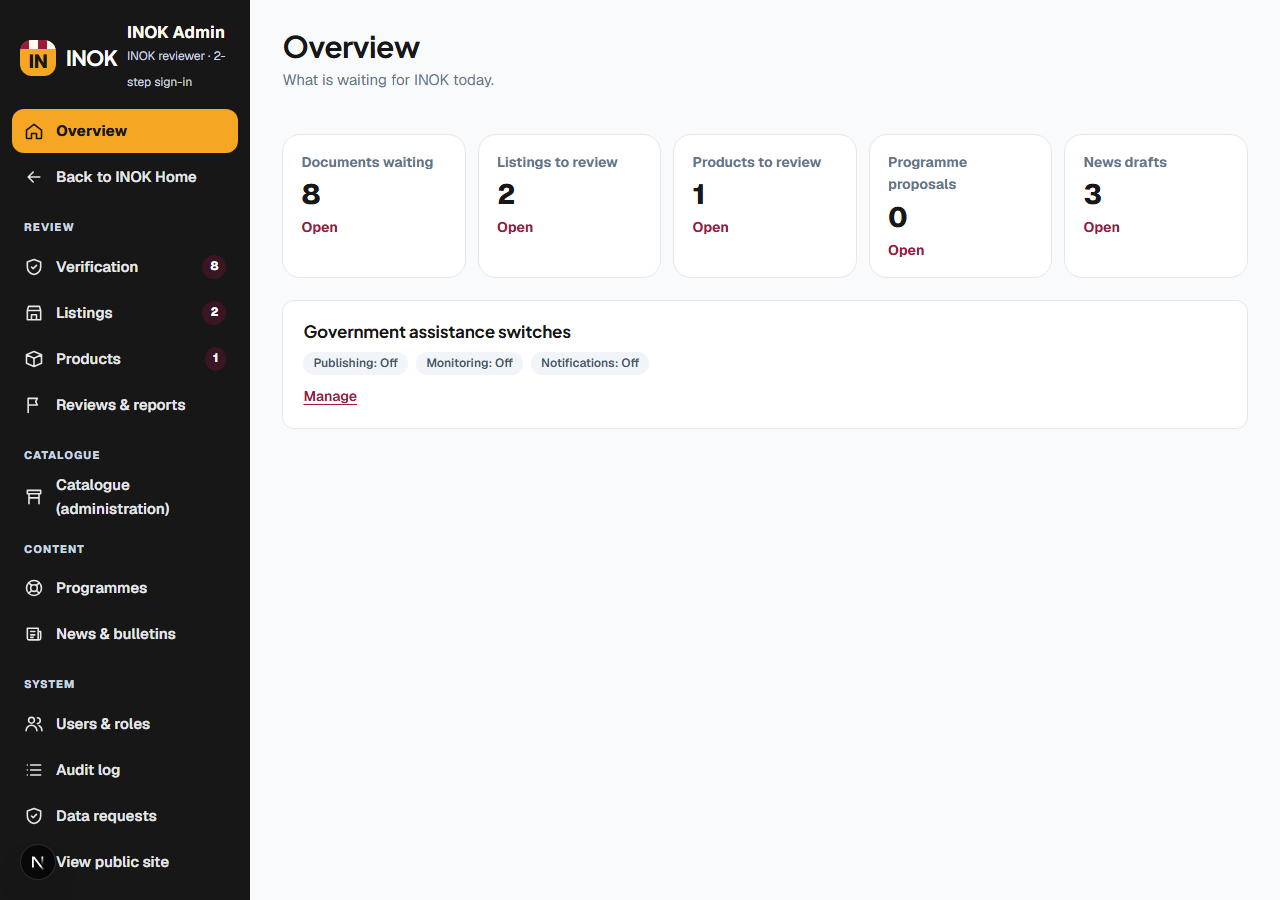 IN
INOK
INOK Admin
INOK reviewer · 2-
step sign-in
Overview
Back to INOK Home
REVIEW
Verification 8
Listings 2
Products 1
Reviews & reports
CATALOGUE
Catalogue
(administration)
CONTENT
Programmes
News & bulletins
SYSTEM
Users & roles
Audit log
Data requests
N View public site
Overview
What is waiting for INOK today.
Documents waiting
8
Open
Listings to review
2
Open
Products to review
1
Open
Programme
proposals
0
Open
News drafts
3
Open
Government assistance switches
Publishing: Off Monitoring: Off Notifications: Off
Manage